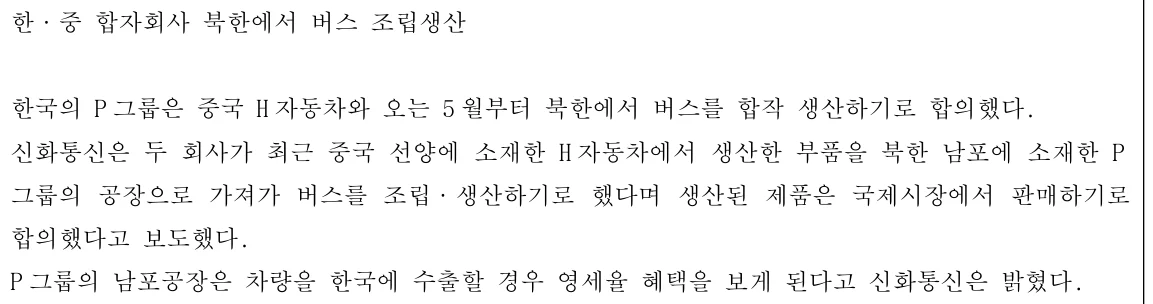 한·중 합자회사 북한에서 버스 조립생산
한국의 P그룹은 중국 H자동차와 오는 5월부터 북한에서 버스를 합작 생산하기로 합의했다.
신화통신은 두 회사가 최근 중국 선양에 소재한 H자동차에서 생산한 부품을 북한 남포에 소재한 P
그룹의 공장으로 가져가 버스를 조립·생산하기로 했다며 생산된 제품은 국제시장에서 판매하기로
합의했다고 보도했다.
P그룹의 남포공장은 차량을 한국에 수출할 경우 영세율 혜택을 보게 된다고 신화통신은 밝혔다.